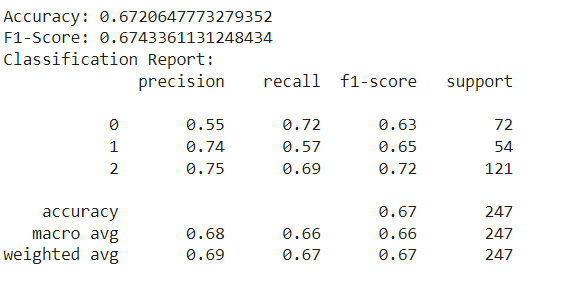 Accuracy: 0.6720647773279352
F1-Score: 0.6743361131248434
Classification Report:
precision recall f1-score support
0 0.55 0.72 0.63 72
1 0.74 0.57 0.65 54
2 0.75 0.69 0.72 121
accuracy 0.67 247
macro avg 0.68 0.66 0.66 247
weighted avg 0.69 0.67 0.67 247